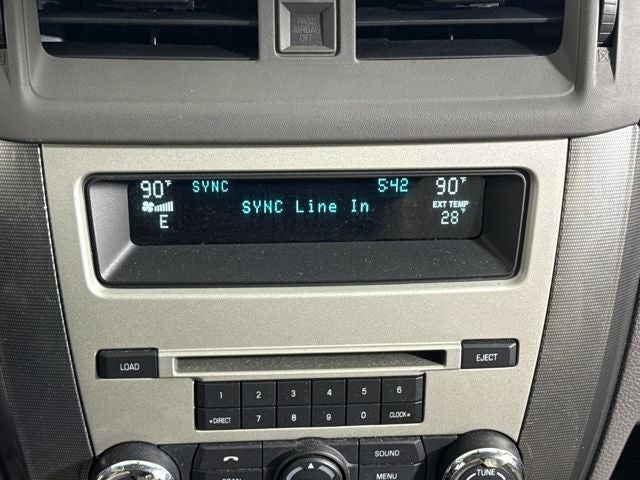 PASS
AIRBAG
OFF
90°F SYNC 5:42 90°F
SYNC Line In
EXT TEMP
E 28°F
LOAD
EJECT
1 2 3 4 5 6
*DIRECT 7 8 9 0 CLOCK#
SOUND
SCAN
MENU
TUNE